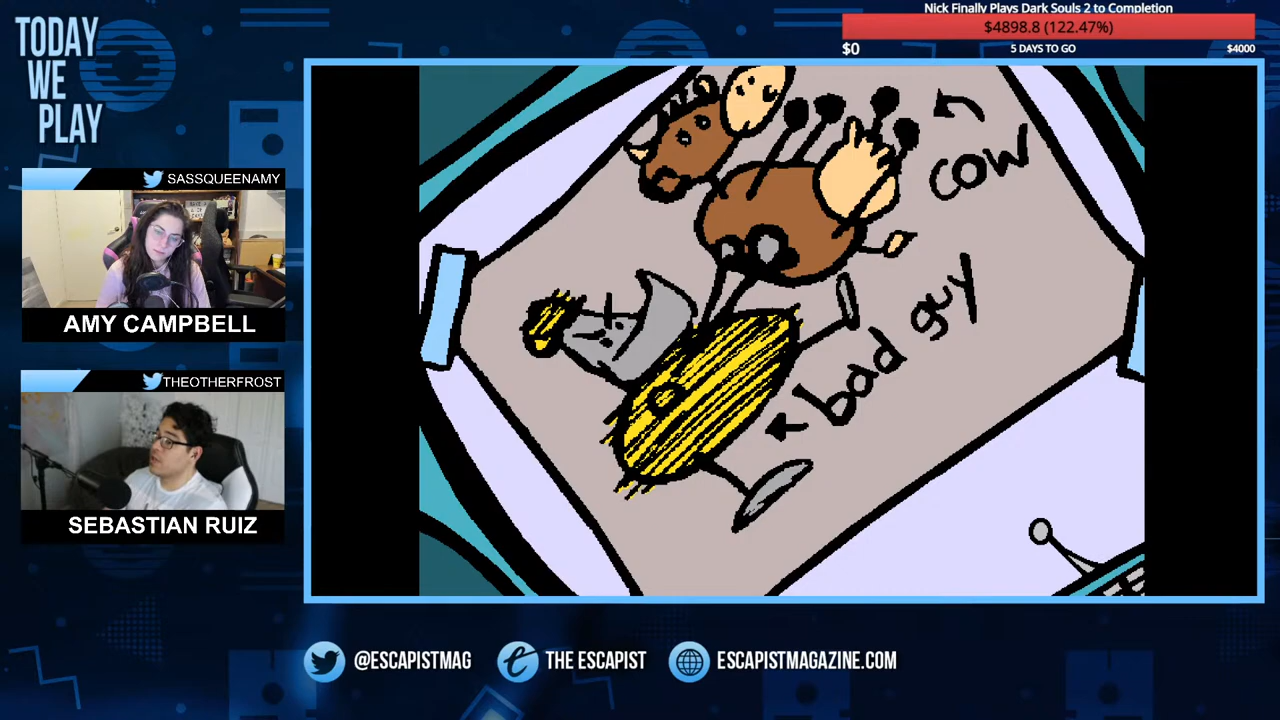 TODAY
WE
PLAY
Nick Finally Plays Dark Souls 2 to Completion
$4898.8 (122.47%)
$0 5 DAYS TO GO $4000
SASSQUEENAMY
AMY CAMPBELL
THEOTHERFROST
SEBASTIAN RUIZ
cow
bad guy
@ESCAPISTMAG THE ESCAPIST ESCAPISTMAGAZINE.COM